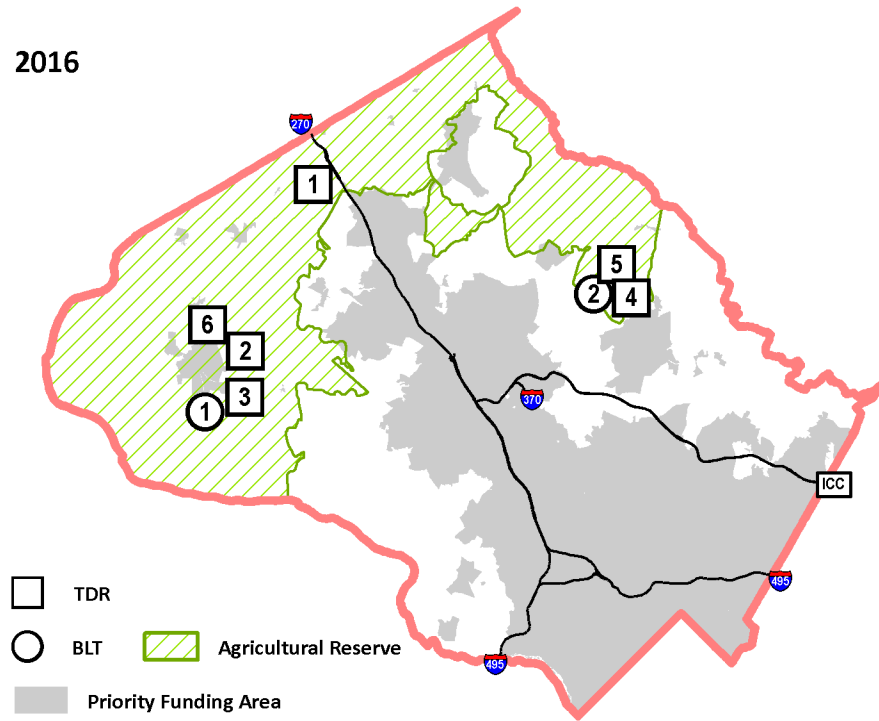 2016
270
1
5
2
4
6
2
3
1
370
ICC
495
495
TDR
BLT
Agricultural Reserve
Priority Funding Area